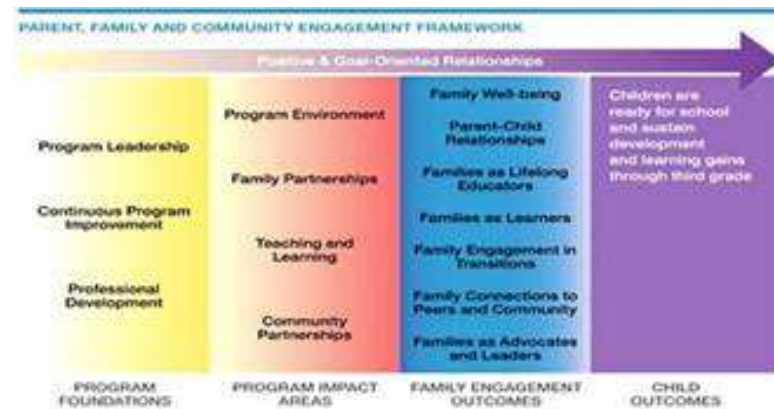 PARENT, FAMILY AND COMMUNITY ENGAGEMENT FRAMEWORK
Positive & Goal-Oriented Relationships
Program Leadership
Continuous Program
Improvement
Professional
Development
PROGRAM
FOUNDATIONS
Program Environment
Family Partnerships
Teaching and
Learning
Community
Partnerships
PROGRAM IMPACT
AREAS
Family Well-being
Parent-Child
Relationships
Families as Lifelong
Educators
Families as Learners
Family Engagement in
Transitions
Family Connections to
Peers and Community
Families as Advocates
and Leaders
FAMILY ENGAGEMENT
OUTCOMES
Children are
ready for school
and sustain
development
and learning gains
through third grade
CHILD
OUTCOMES